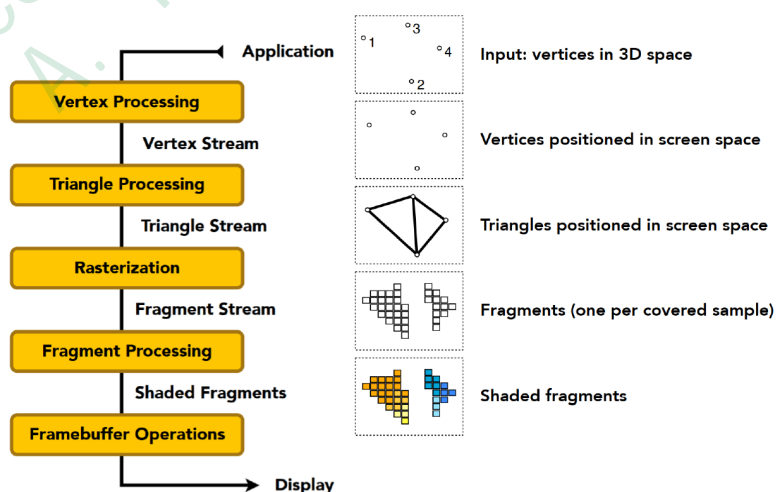 Application
1
3
4
2
Input: vertices in 3D space
Vertex Processing
Vertex Stream
Vertices positioned in screen space
Triangle Processing
Triangle Stream
Triangles positioned in screen space
Rasterization
Fragment Stream
Fragments (one per covered sample)
Fragment Processing
Shaded Fragments
Shaded fragments
Framebuffer Operations
Display